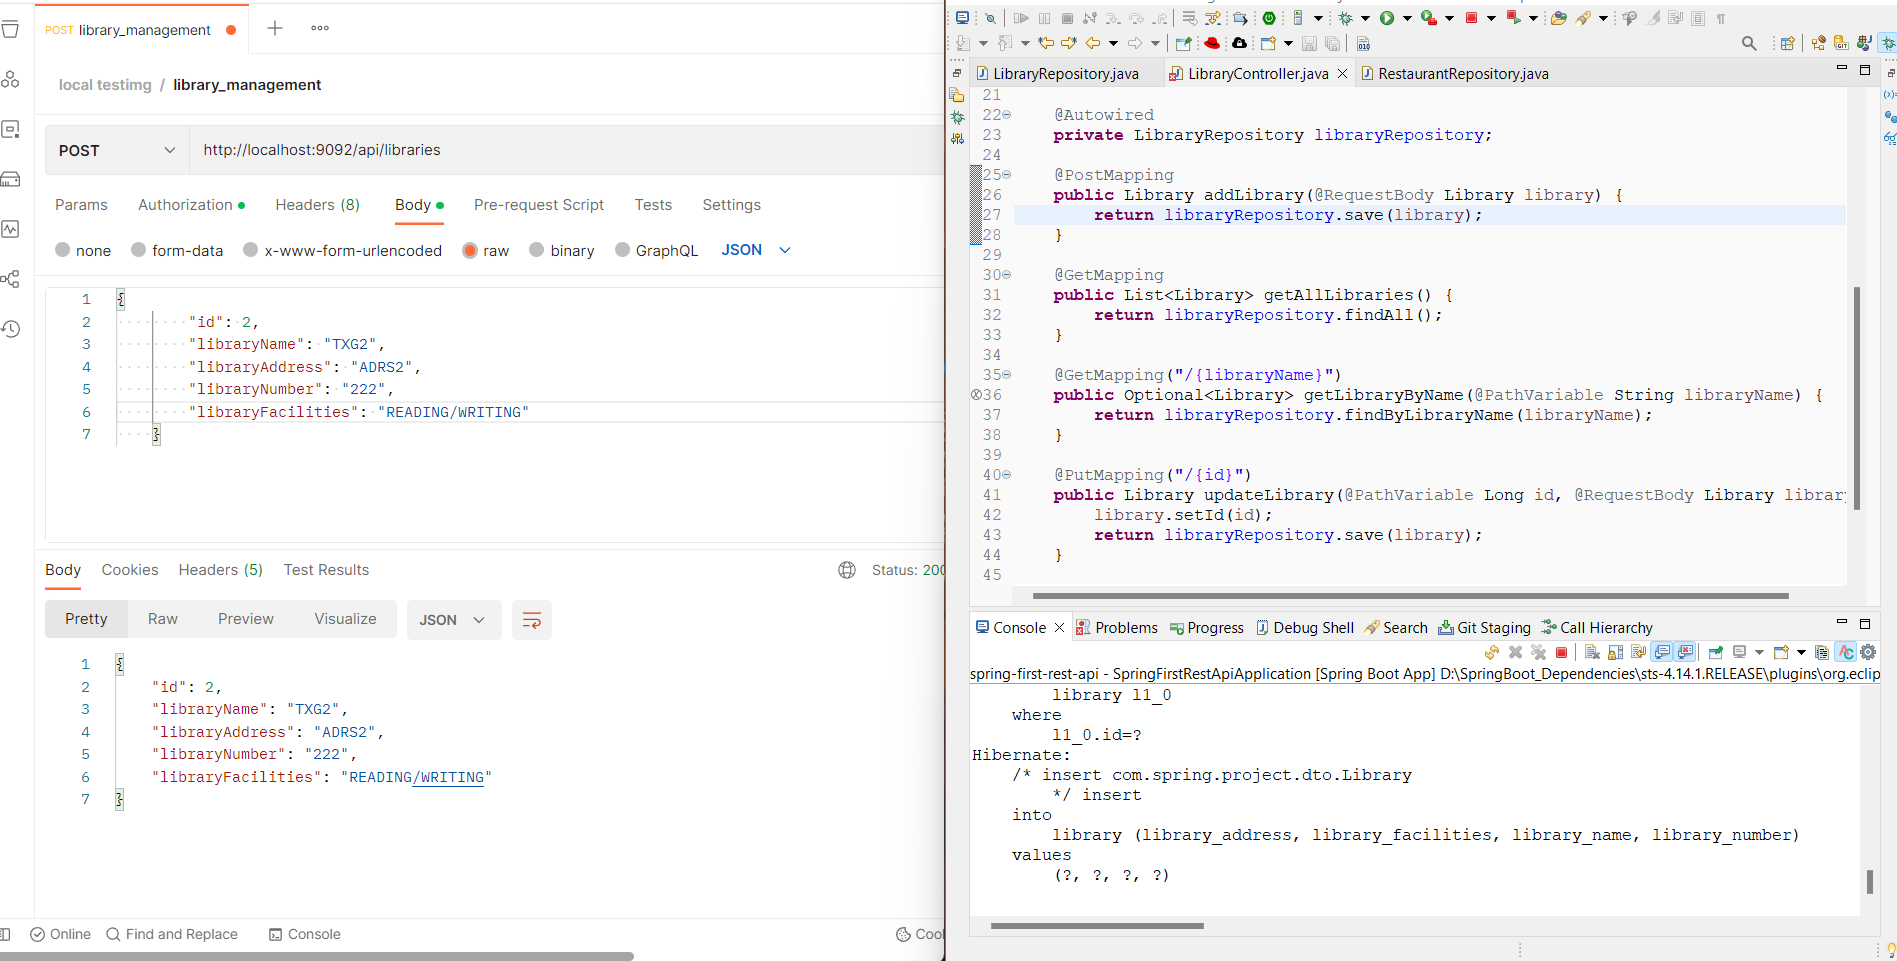 POST library_management
local testimg / library_management
POST
http://localhost:9092/api/libraries
Params Authorization Headers (8) Body Pre-request Script Tests Settings
none form-data x-www-form-urlencoded raw binary GraphQL JSON
1 {
2 "id": 2,
3 "libraryName": "TXG2",
4 "libraryAddress": "ADRS2",
5 "libraryNumber": "222",
6 "libraryFacilities": "READING/WRITING"
7 }
Body Cookies Headers (5) Test Results Status: 200
Pretty Raw Preview Visualize JSON
1 {
2 "id": 2,
3 "libraryName": "TXG2",
4 "libraryAddress": "ADRS2",
5 "libraryNumber": "222",
6 "libraryFacilities": "READING/WRITING"
7 }
Online Find and Replace Console
LibraryRepository.java LibraryController.java RestaurantRepository.java
21
22 @Autowired
23 private LibraryRepository libraryRepository;
24
25 @PostMapping
26 public Library addLibrary(@RequestBody Library library) {
27 return libraryRepository.save(library);
28 }
29
30 @GetMapping
31 public List<Library> getAllLibraries() {
32 return libraryRepository.findAll();
33 }
34
35 @GetMapping("/{libraryName}")
36 public Optional<Library> getLibraryByName(@PathVariable String libraryName) {
37 return libraryRepository.findByLibraryName(libraryName);
38 }
39
40 @PutMapping("/{id}")
41 public Library updateLibrary(@PathVariable Long id, @RequestBody Library librar
42 library.setId(id);
43 return libraryRepository.save(library);
44 }
45
Console Problems Progress Debug Shell Search Git Staging Call Hierarchy
spring-first-rest-api - SpringFirstRestApiApplication [Spring Boot App] D:\SpringBoot_Dependencies\sts-4.14.1.RELEASE\plugins\org.eclip
library l1_0
where
l1_0.id=?
Hibernate:
/* insert com.spring.project.dto.Library
*/ insert
into
library (library_address, library_facilities, library_name, library_number)
values
(?, ?, ?, ?)